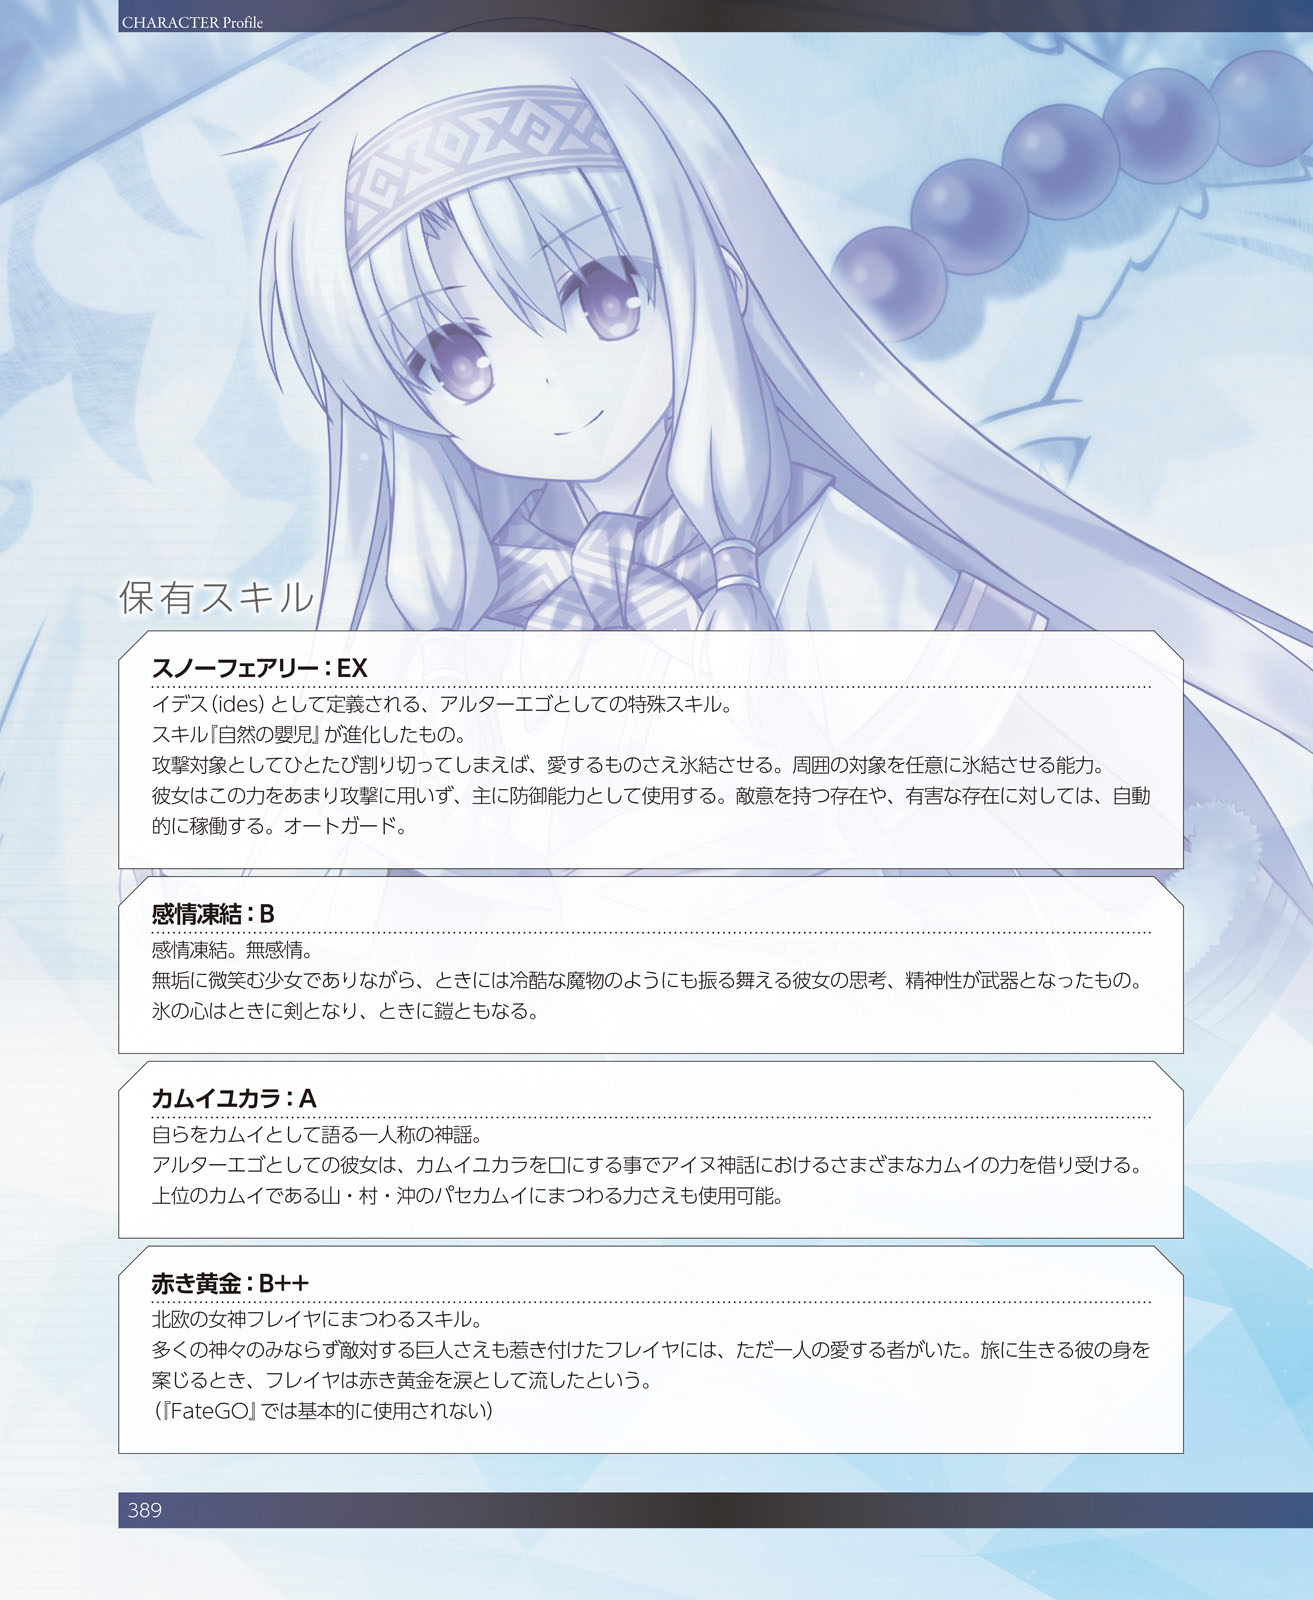 CHARACTER Profile
保有スキル
スノーフェアリー：EX
イデス（ides）として定義される、アルターエゴとしての特殊スキル。
スキル『自然の嬰児』が進化したもの。
攻撃対象としてひとたび割り切ってしまえば、愛するものさえ氷結させる。周囲の対象を任意に氷結させる能力。
彼女はこの力をあまり攻撃に用いず、主に防御能力として使用する。敵意を持つ存在や、有害な存在に対しては、自動
的に稼働する。オートガード。
感情凍結：B
感情凍結。無感情。
無垢に微笑む少女でありながら、ときには冷酷な魔物のようにも振る舞える彼女の思考、精神性が武器となったもの。
氷の心はときに剣となり、ときに鎧ともなる。
カムイユカラ：A
自らをカムイとして語る一人称の神謡。
アルターエゴとしての彼女は、カムイユカラを口にする事でアイヌ神話におけるさまざまなカムイの力を借り受ける。
上位のカムイである山・村・沖のパセカムイにまつわる力さえも使用可能。
赤き黄金：B++
北欧の女神フレイヤにまつわるスキル。
多くの神々のみならず敵対する巨人さえも惹き付けたフレイヤには、ただ一人の愛する者がいた。旅に生きる彼の身を
案じるとき、フレイヤは赤き黄金を涙として流したという。
（『FateGO』では基本的に使用されない）
389